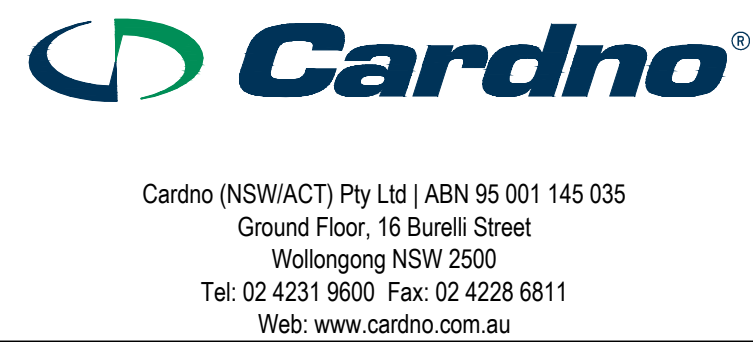 Cardno®
Cardno (NSW/ACT) Pty Ltd | ABN 95 001 145 035
Ground Floor, 16 Burelli Street
Wollongong NSW 2500
Tel: 02 4231 9600 Fax: 02 4228 6811
Web: www.cardno.com.au